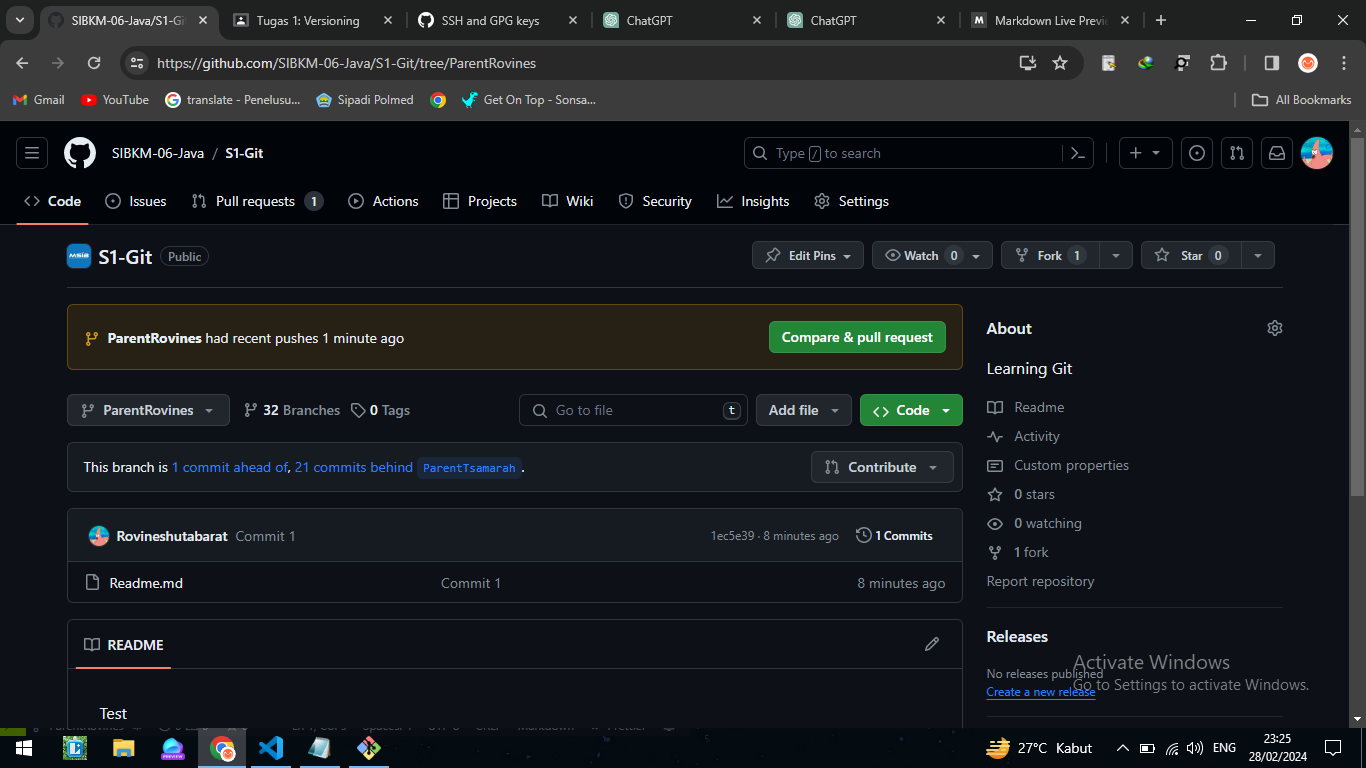 SIBKM-06-Java/S1-Gi
Tugas 1: Versioning
SSH and GPG keys
ChatGPT
ChatGPT
Markdown Live Previe
https://github.com/SIBKM-06-Java/S1-Git/tree/ParentRovines
Gmail
YouTube
translate - Penelusu...
Sipadi Polmed
Get On Top - Sonsa...
All Bookmarks
SIBKM-06-Java / S1-Git
Type / to search
Code
Issues
Pull requests 1
Actions
Projects
Wiki
Security
Insights
Settings
S1-Git Public
Edit Pins
Watch 0
Fork 1
Star 0
ParentRovines had recent pushes 1 minute ago
Compare & pull request
ParentRovines
32 Branches
0 Tags
Go to file t
Add file
Code
This branch is 1 commit ahead of, 21 commits behind ParentTsamarah.
Contribute
Rovineshutabarat Commit 1
1ec5e39 · 8 minutes ago
1 Commits
Readme.md
Commit 1
8 minutes ago
README
Test
About
Learning Git
Readme
Activity
Custom properties
0 stars
0 watching
1 fork
Report repository
Releases
No releases published
Create a new release
Activate Windows
Go to Settings to activate Windows.
27°C Kabut
ENG
23:25
28/02/2024